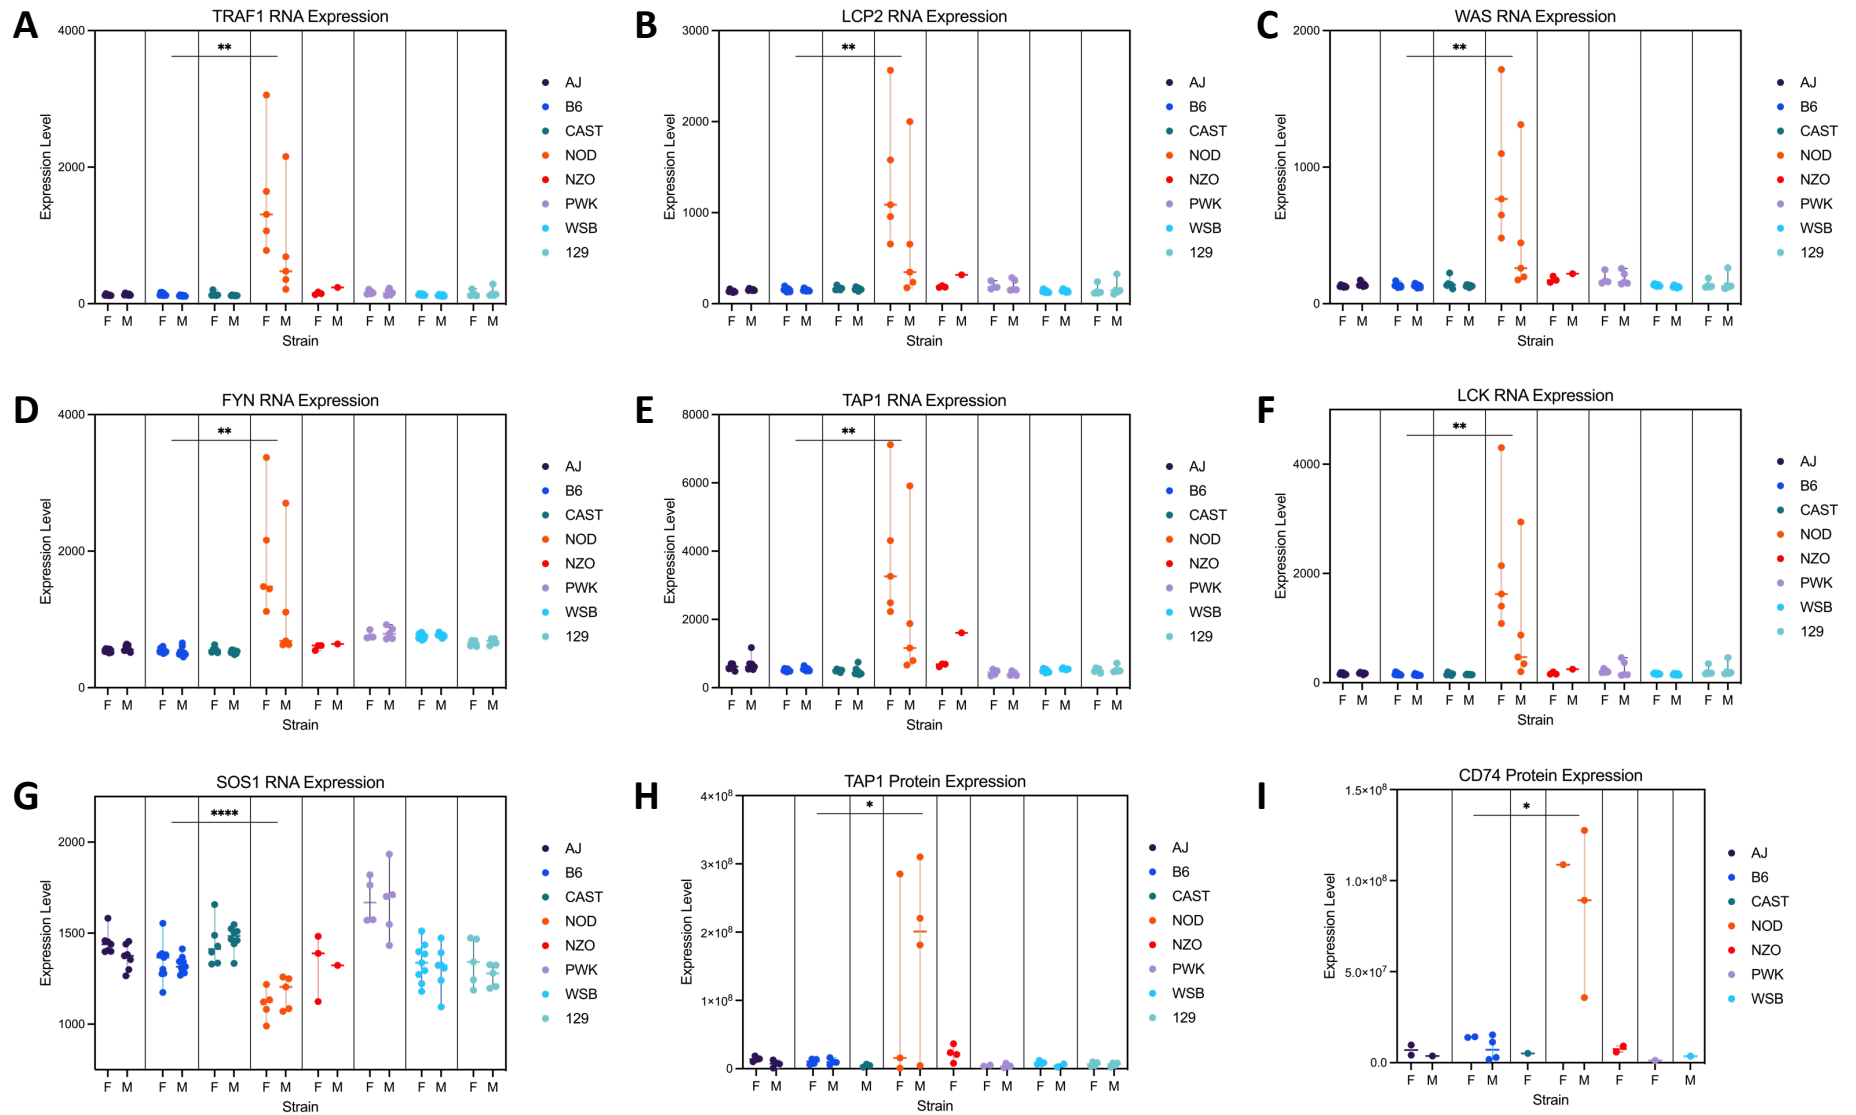 A
TRAF1 RNA Expression
Expression Level
4000
2000
0
**
F M F M F M F M F M F M F M F M
Strain
AJ
B6
CAST
NOD
NZO
PWK
WSB
129
B
LCP2 RNA Expression
Expression Level
3000
2000
1000
0
**
F M F M F M F M F M F M F M F M
Strain
AJ
B6
CAST
NOD
NZO
PWK
WSB
129
C
WAS RNA Expression
Expression Level
2000
1000
0
**
F M F M F M F M F M F M F M F M
Strain
AJ
B6
CAST
NOD
NZO
PWK
WSB
129
D
FYN RNA Expression
Expression Level
4000
2000
0
**
F M F M F M F M F M F M F M F M
Strain
AJ
B6
CAST
NOD
NZO
PWK
WSB
129
E
TAP1 RNA Expression
Expression Level
8000
6000
4000
2000
0
**
F M F M F M F M F M F M F M F M
Strain
AJ
B6
CAST
NOD
NZO
PWK
WSB
129
F
LCK RNA Expression
Expression Level
4000
2000
0
**
F M F M F M F M F M F M F M F M
Strain
AJ
B6
CAST
NOD
NZO
PWK
WSB
129
G
SOS1 RNA Expression
Expression Level
2000
1500
1000
****
F M F M F M F M F M F M F M F M
Strain
AJ
B6
CAST
NOD
NZO
PWK
WSB
129
H
TAP1 Protein Expression
Expression Level
4×10⁸
3×10⁸
2×10⁸
1×10⁸
0
*
F M F M M F M F F M F M F M
Strain
AJ
B6
CAST
NOD
NZO
PWK
WSB
129
I
CD74 Protein Expression
Expression Level
1.5×10⁸
1.0×10⁸
5.0×10⁷
0.0
*
F M F M F F M F F M
Strain
AJ
B6
CAST
NOD
NZO
PWK
WSB